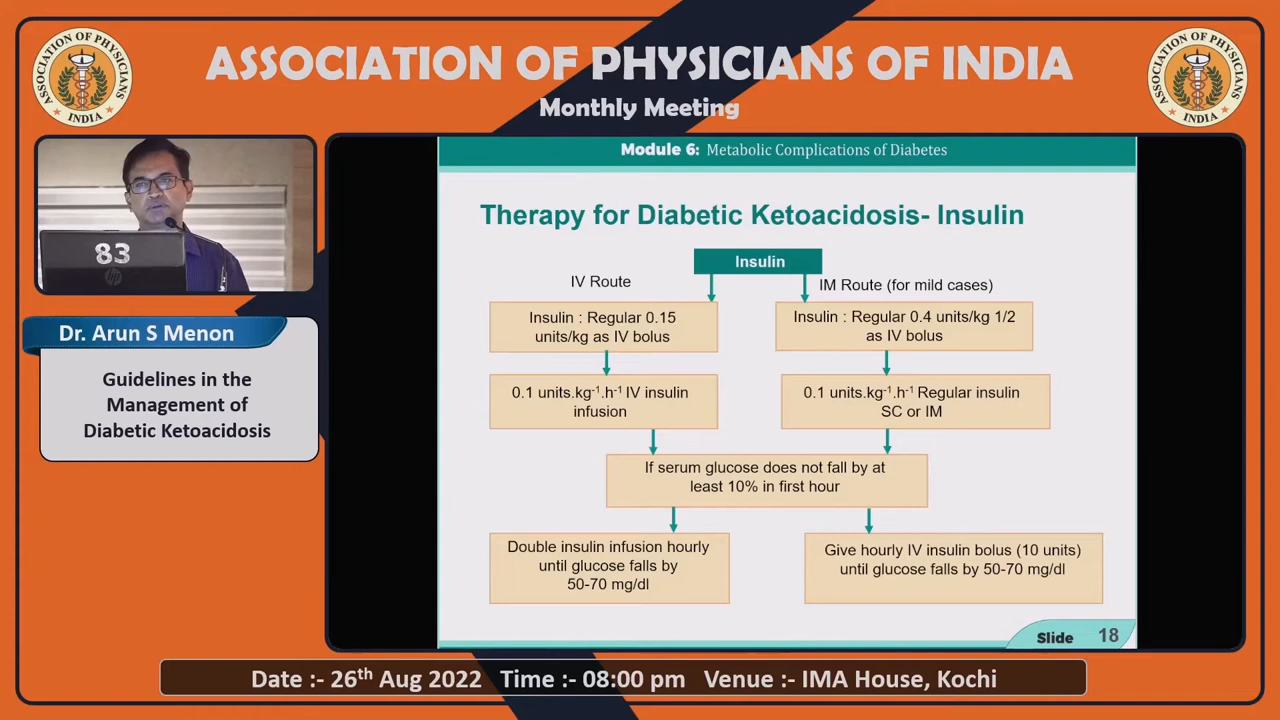 ASSOCIATION OF PHYSICIANS OF INDIA
Monthly Meeting
ASSOCIATION OF PHYSICIANS
INDIA
ASSOCIATION OF PHYSICIANS
INDIA
83
hp
Dr. Arun S Menon
Guidelines in the
Management of
Diabetic Ketoacidosis
Module 6: Metabolic Complications of Diabetes
Therapy for Diabetic Ketoacidosis- Insulin
Insulin
IV Route
IM Route (for mild cases)
Insulin : Regular 0.15
units/kg as IV bolus
Insulin : Regular 0.4 units/kg 1/2
as IV bolus
0.1 units.kg⁻¹.h⁻¹ IV insulin
infusion
0.1 units.kg⁻¹.h⁻¹ Regular insulin
SC or IM
If serum glucose does not fall by at
least 10% in first hour
Double insulin infusion hourly
until glucose falls by
50-70 mg/dl
Give hourly IV insulin bolus (10 units)
until glucose falls by 50-70 mg/dl
Slide 18
Date :- 26th Aug 2022 Time :- 08:00 pm Venue :- IMA House, Kochi